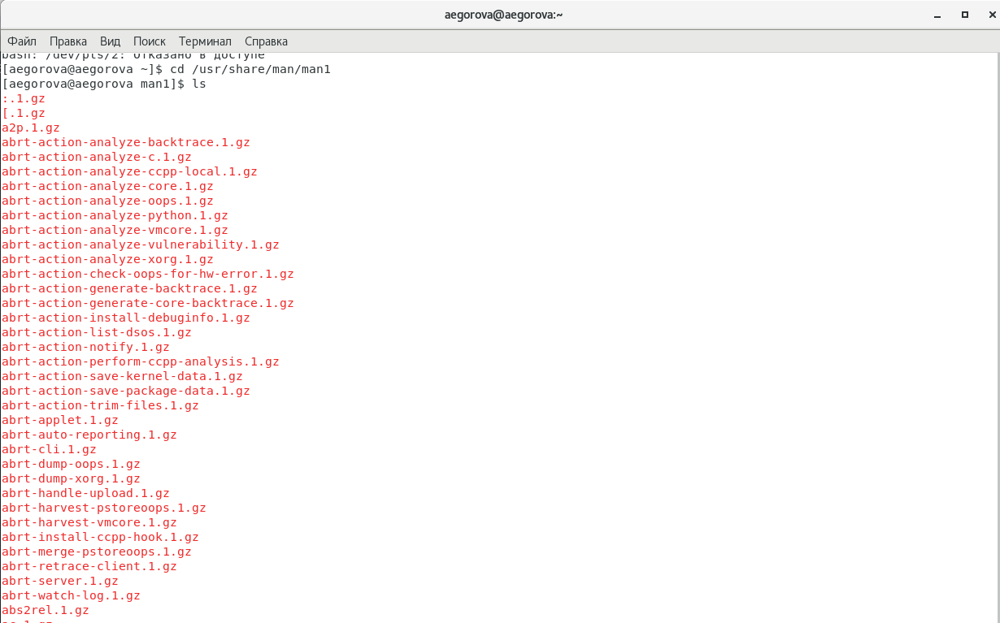 aegorova@aegorova:~
Файл Правка Вид Поиск Терминал Справка
bash: /dev/pts/2: Отказано в доступе
[aegorova@aegorova ~]$ cd /usr/share/man/man1
[aegorova@aegorova man1]$ ls
:.1.gz
[.1.gz
a2p.1.gz
abrt-action-analyze-backtrace.1.gz
abrt-action-analyze-c.1.gz
abrt-action-analyze-ccpp-local.1.gz
abrt-action-analyze-core.1.gz
abrt-action-analyze-oops.1.gz
abrt-action-analyze-python.1.gz
abrt-action-analyze-vmcore.1.gz
abrt-action-analyze-vulnerability.1.gz
abrt-action-analyze-xorg.1.gz
abrt-action-check-oops-for-hw-error.1.gz
abrt-action-generate-backtrace.1.gz
abrt-action-generate-core-backtrace.1.gz
abrt-action-install-debuginfo.1.gz
abrt-action-list-dsos.1.gz
abrt-action-notify.1.gz
abrt-action-perform-ccpp-analysis.1.gz
abrt-action-save-kernel-data.1.gz
abrt-action-save-package-data.1.gz
abrt-action-trim-files.1.gz
abrt-applet.1.gz
abrt-auto-reporting.1.gz
abrt-cli.1.gz
abrt-dump-oops.1.gz
abrt-dump-xorg.1.gz
abrt-handle-upload.1.gz
abrt-harvest-pstoreoops.1.gz
abrt-harvest-vmcore.1.gz
abrt-install-ccpp-hook.1.gz
abrt-merge-pstoreoops.1.gz
abrt-retrace-client.1.gz
abrt-server.1.gz
abrt-watch-log.1.gz
abs2rel.1.gz